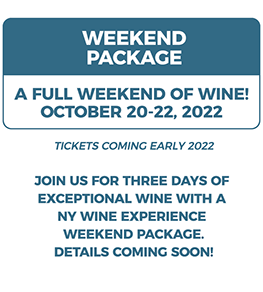 WEEKEND
PACKAGE
A FULL WEEKEND OF WINE!
OCTOBER 20-22, 2022
TICKETS COMING EARLY 2022
JOIN US FOR THREE DAYS OF
EXCEPTIONAL WINE WITH A
NY WINE EXPERIENCE
WEEKEND PACKAGE.
DETAILS COMING SOON!